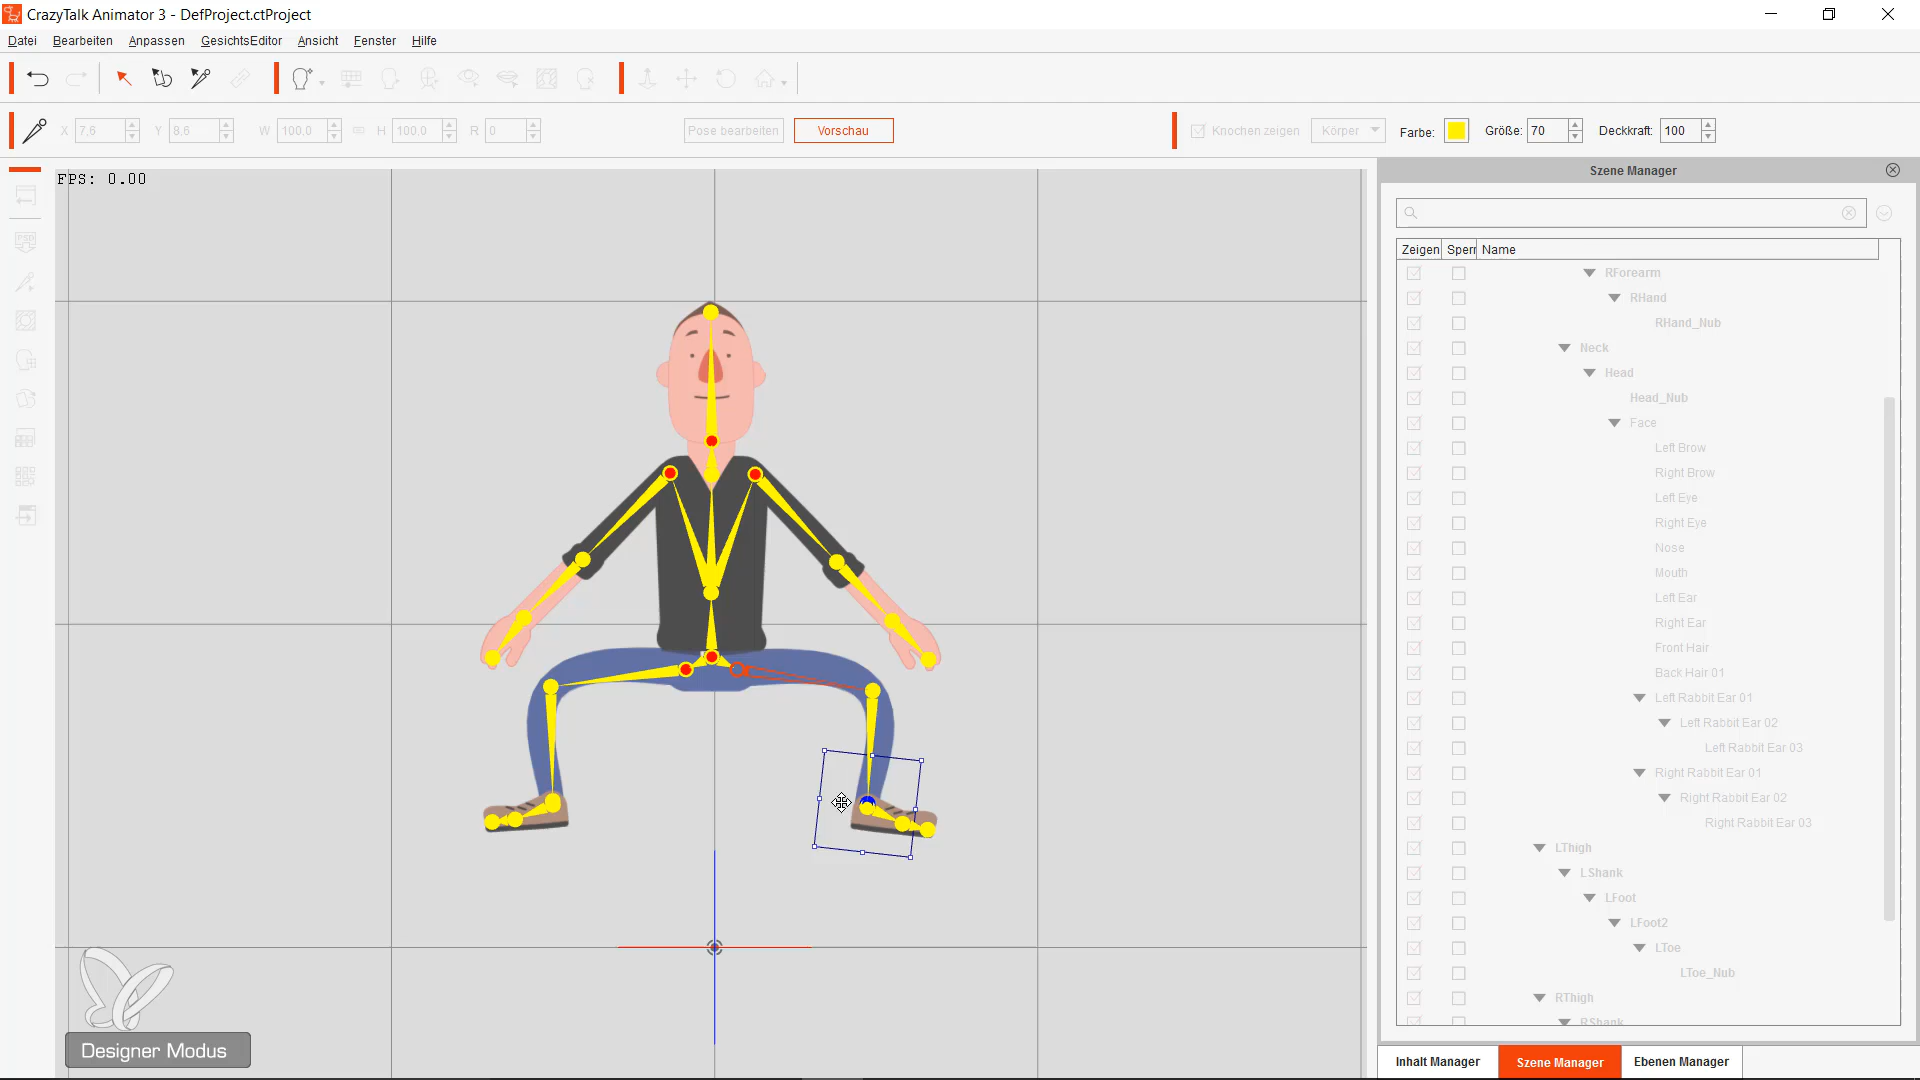 CrazyTalk Animator 3 - DefProject.ctProject
Datei Bearbeiten Anpassen GesichtsEditor Ansicht Fenster Hilfe
X 7,6 Y 8,6 W 100,0 H 100,0 R 0 Pose bearbeiten Vorschau Knochen zeigen Körper Farbe: Größe: 70 Deckkraft: 100
FPS: 0.00
PSD
Designer Modus
Szene Manager
Zeigen Sperr Name
RForearm
RHand
RHand_Nub
Neck
Head
Head_Nub
Face
Left Brow
Right Brow
Left Eye
Right Eye
Nose
Mouth
Left Ear
Right Ear
Front Hair
Back Hair 01
Left Rabbit Ear 01
Left Rabbit Ear 02
Left Rabbit Ear 03
Right Rabbit Ear 01
Right Rabbit Ear 02
Right Rabbit Ear 03
LThigh
LShank
LFoot
LFoot2
LToe
LToe_Nub
RThigh
RShank
Inhalt Manager Szene Manager Ebenen Manager